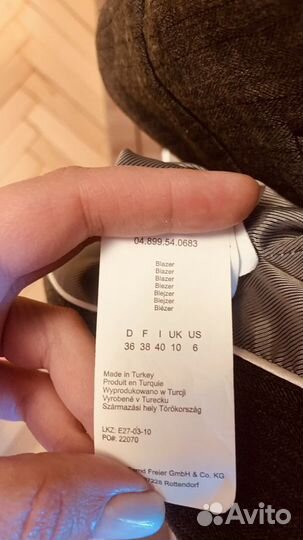 04.899.54.0683
Blazer
Blazer
Blazer
Blezer
Blejzer
Blejzer
Blézer
D F I UK US
36 38 40 10 6
Made in Turkey
Produit en Turquie
Wyprodukowano w Turcji
Vyrobené v Turecku
Származási hely Törökország
LKZ: E27-03-10
PO#: 22070
Freier GmbH & Co. KG
Rottendorf
Avito